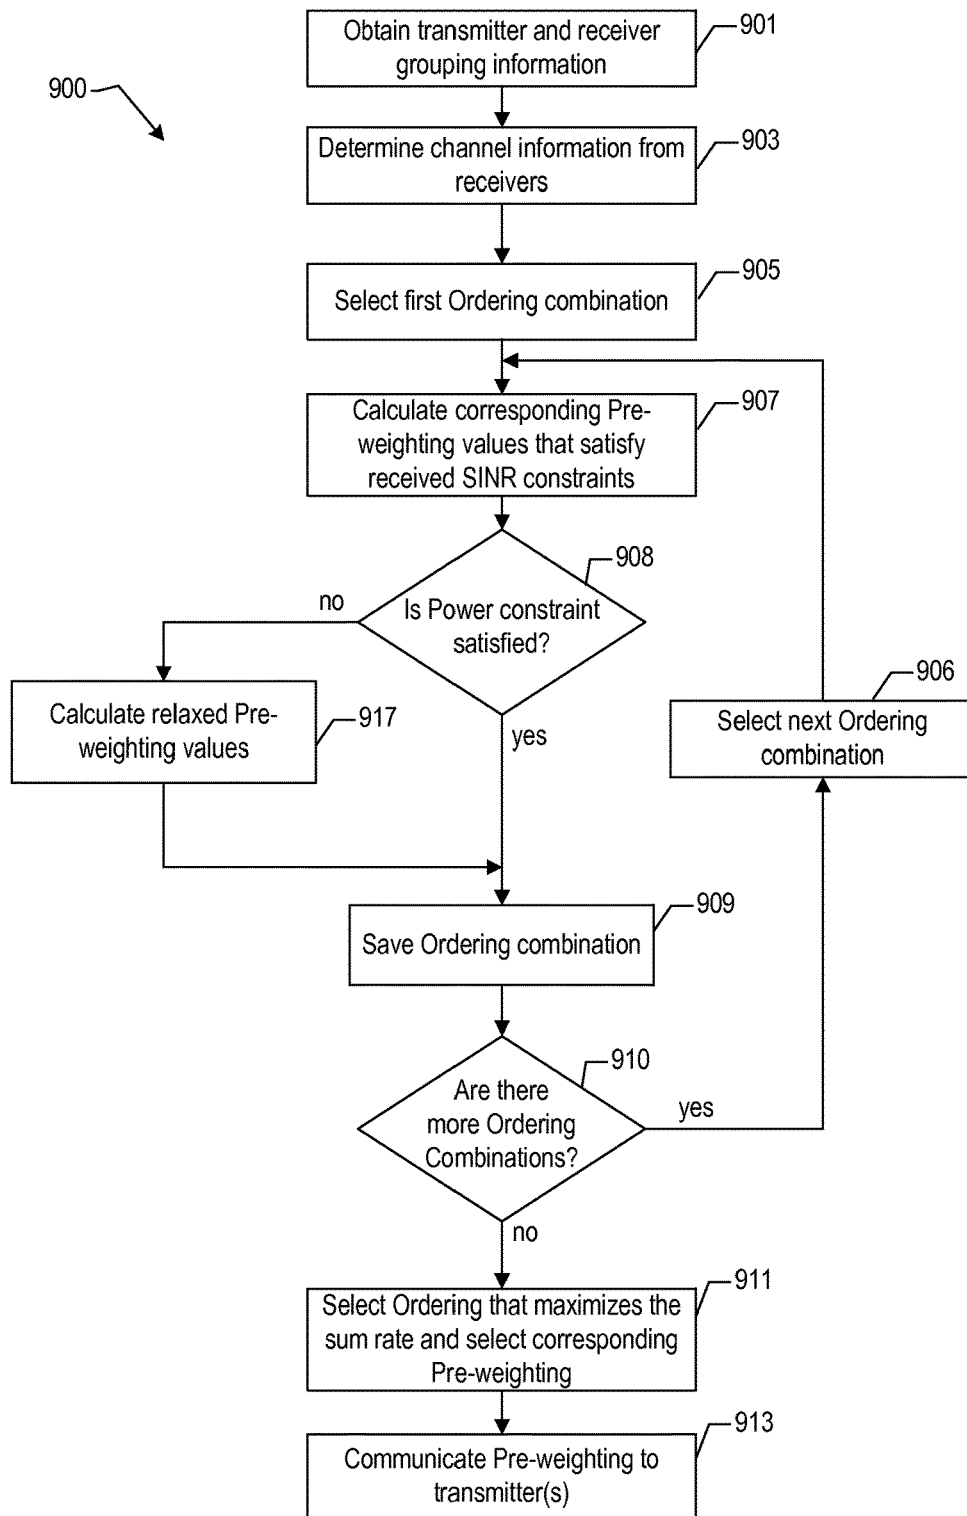 Obtain transmitter and receiver
grouping information
901
900
Determine channel information from
receivers
903
Select first Ordering combination
905
Calculate corresponding Pre-
weighting values that satisfy
received SINR constraints
907
908
Is Power constraint
satisfied?
no
yes
Calculate relaxed Pre-
weighting values
917
906
Select next Ordering
combination
Save Ordering combination
909
910
Are there
more Ordering
Combinations?
yes
no
Select Ordering that maximizes the
sum rate and select corresponding
Pre-weighting
911
Communicate Pre-weighting to
transmitter(s)
913